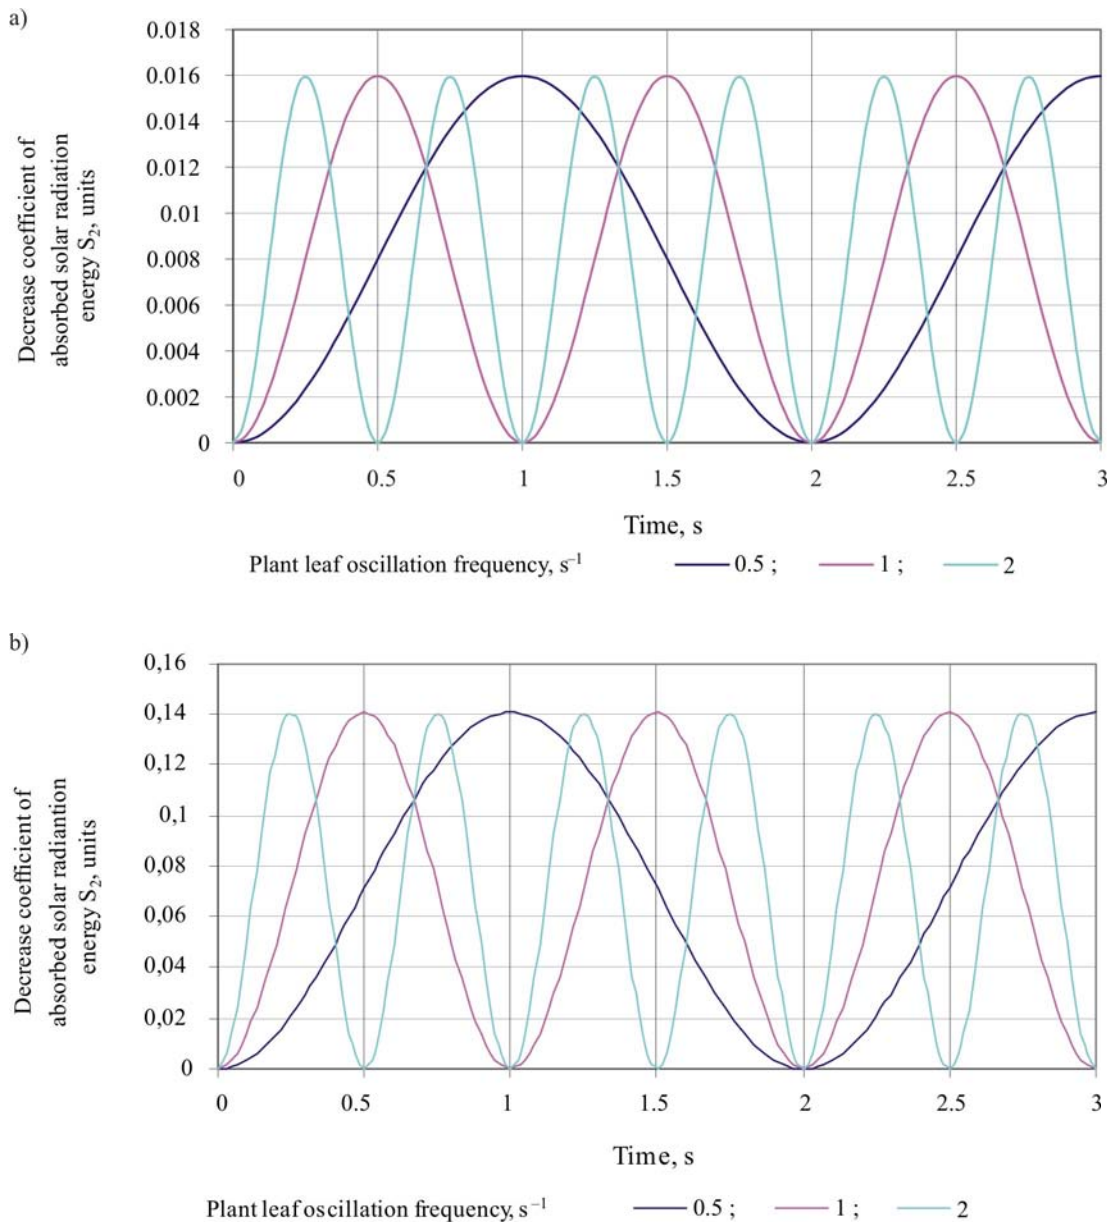 a)
0.018
0.016
0.014
0.012
0.01
0.008
0.006
0.004
0.002
0
Decrease coefficient of
absorbed solar radiation
energy S₂, units
0 0.5 1 1.5 2 2.5 3
Time, s
Plant leaf oscillation frequency, s⁻¹ 0.5 ; 1 ; 2
b)
0,16
0,14
0,12
0,1
0,08
0,06
0,04
0,02
0
Decrease coefficient of
absorbed solar radiantion
energy S₂, units
0 0.5 1 1.5 2 2.5 3
Time, s
Plant leaf oscillation frequency, s⁻¹ 0.5 ; 1 ; 2